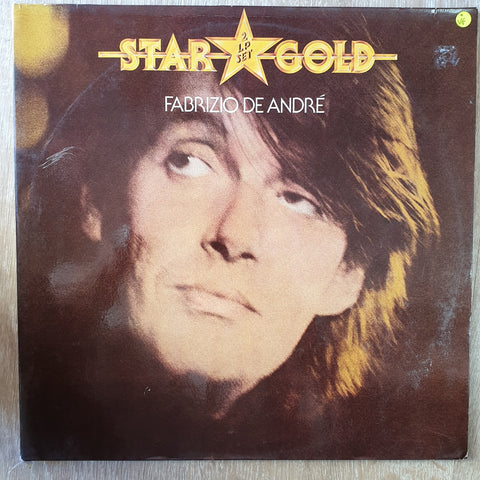 STAR GOLD
2
LP
SET
FABRIZIO DE ANDRÉ